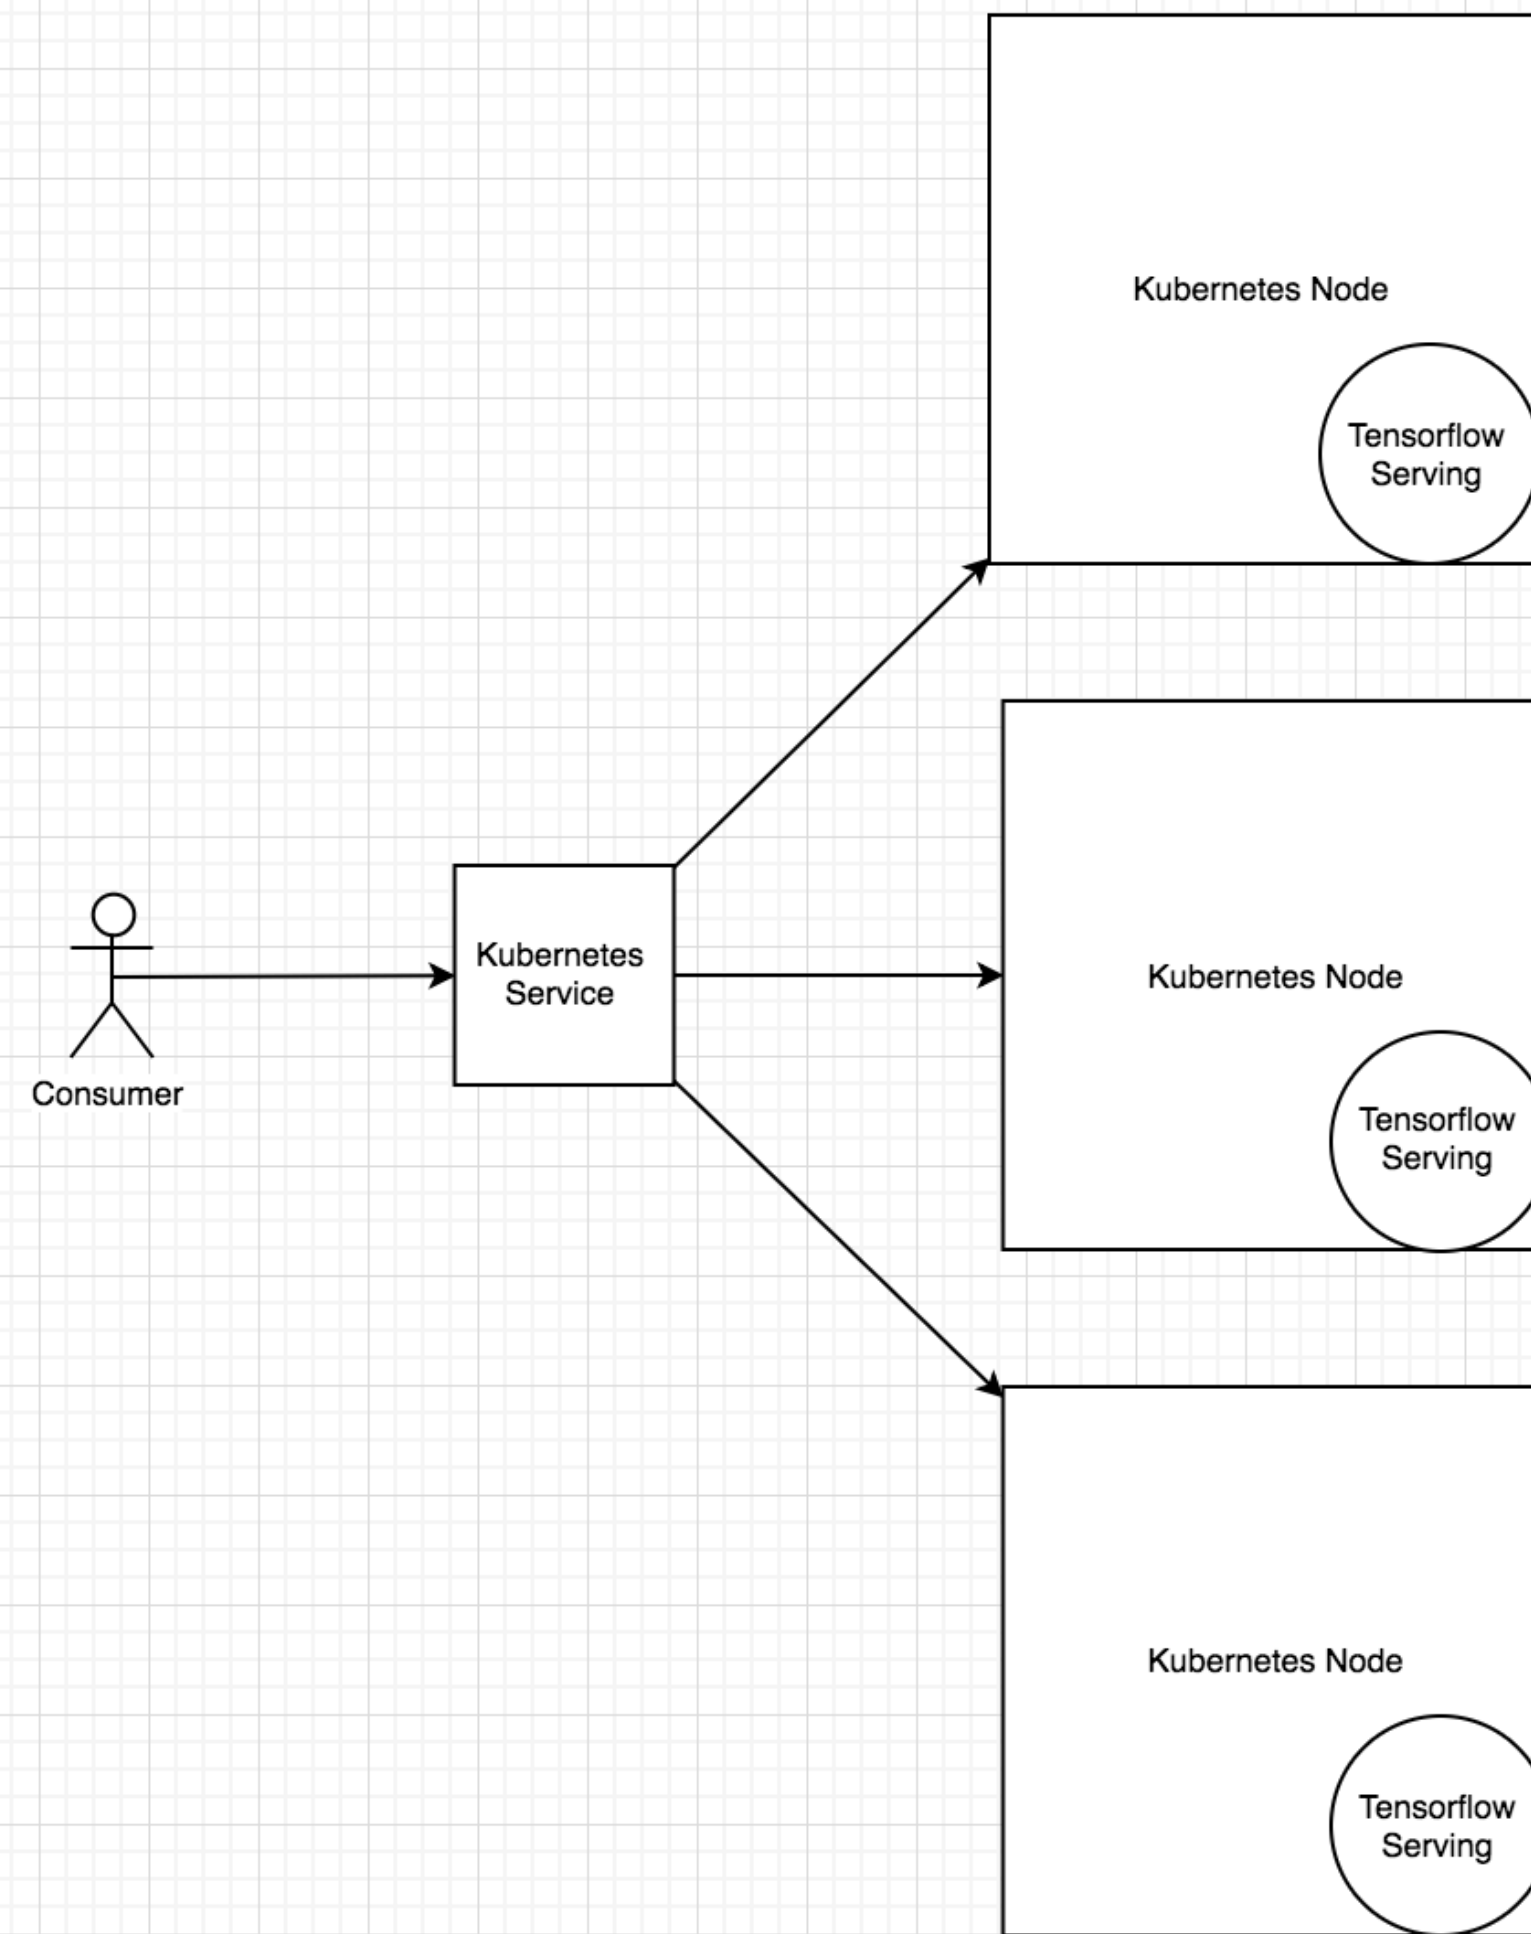 Kubernetes Node
Tensorflow
Serving
Kubernetes
Service
Consumer
Kubernetes Node
Tensorflow
Serving
Kubernetes Node
Tensorflow
Serving